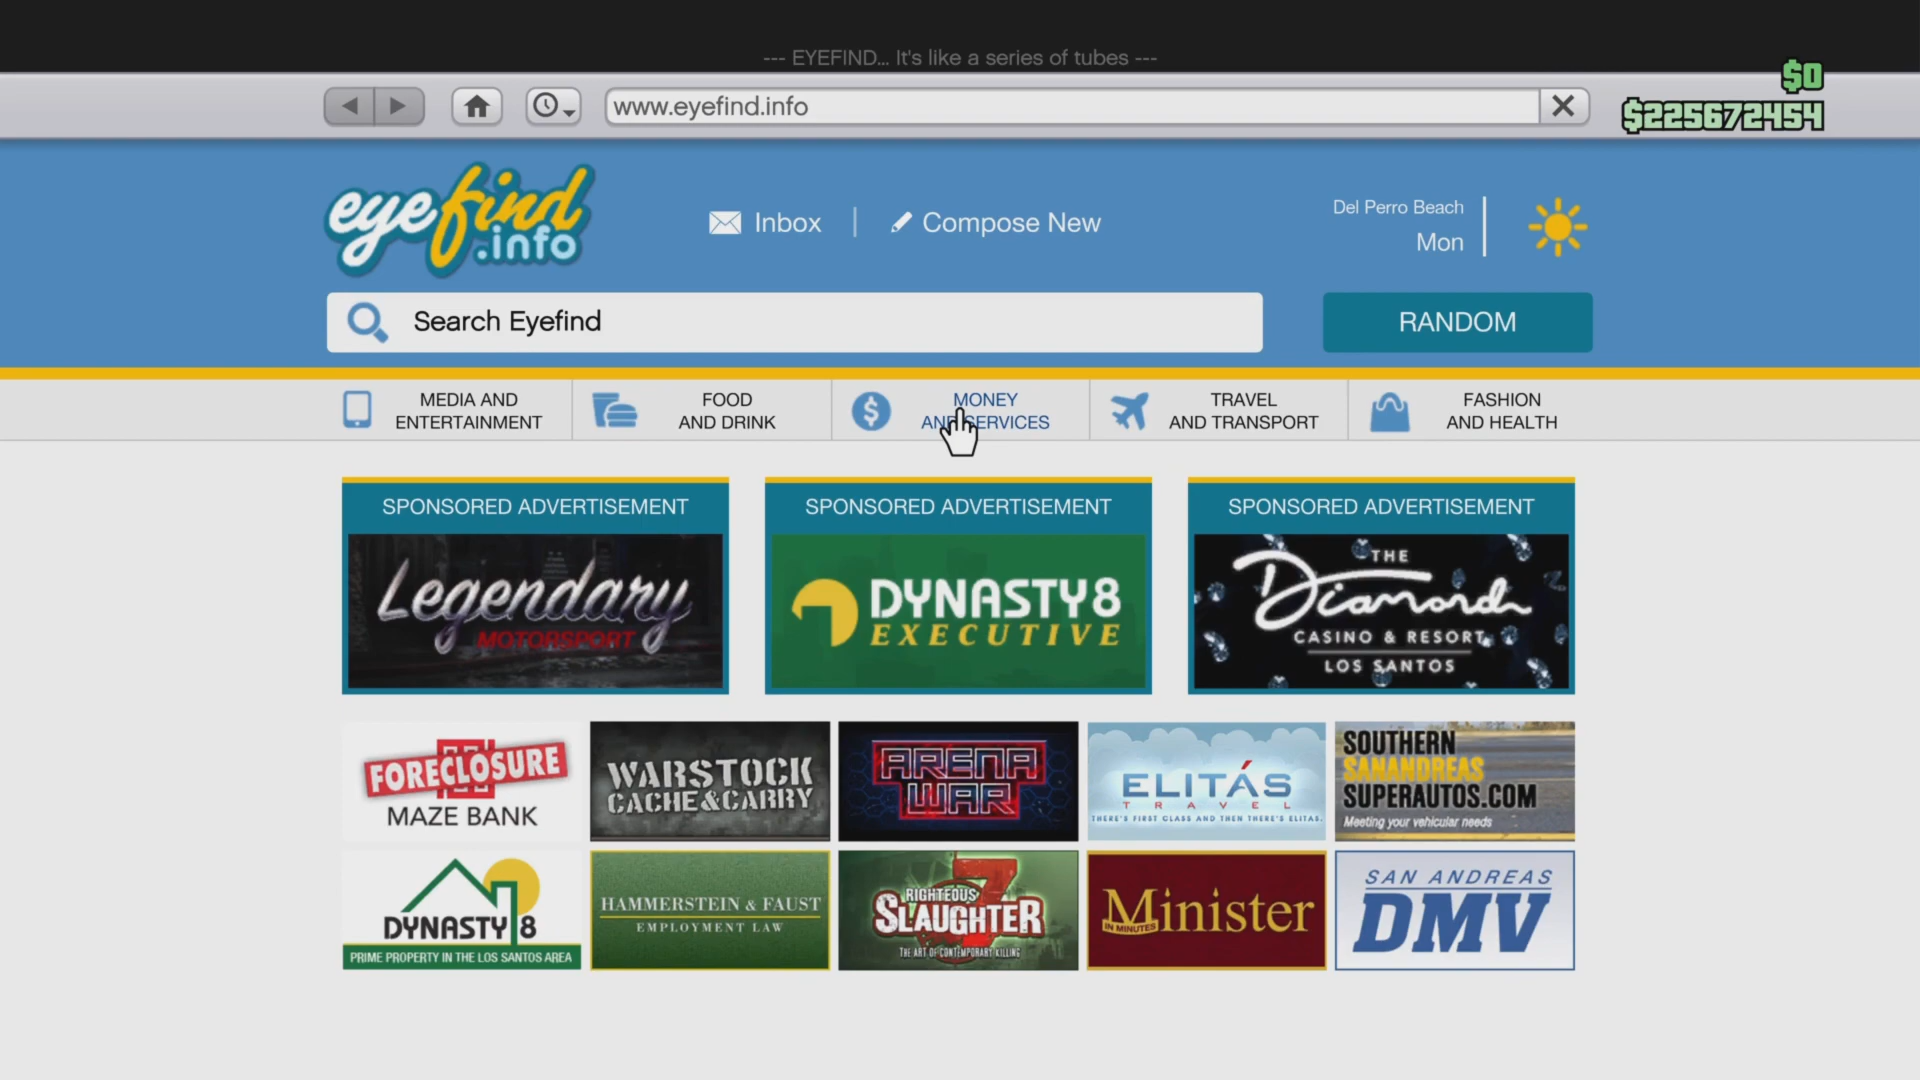 --- EYEFIND... It's like a series of tubes ---
$0
www.eyefind.info
$225672454
eyefind.info
Inbox
Compose New
Del Perro Beach
Mon
Search Eyefind
RANDOM
MEDIA AND
ENTERTAINMENT
FOOD
AND DRINK
MONEY
AND SERVICES
TRAVEL
AND TRANSPORT
FASHION
AND HEALTH
SPONSORED ADVERTISEMENT
Legendary
MOTORSPORT
SPONSORED ADVERTISEMENT
DYNASTY8
EXECUTIVE
SPONSORED ADVERTISEMENT
THE
Diamond
CASINO & RESORT
LOS SANTOS
FORECLOSURE
MAZE BANK
WARSTOCK
CACHE&CARRY
ARENA
WAR
ELITÁS
TRAVEL
THERE'S FIRST CLASS AND THEN THERE'S ELITAS.
SOUTHERN
SANANDREAS
SUPERAUTOS.COM
Meeting your vehicular needs
DYNASTY 8
PRIME PROPERTY IN THE LOS SANTOS AREA
HAMMERSTEIN & FAUST
EMPLOYMENT LAW
RIGHTEOUS
SLAUGHTER
7
THE ART OF CONTEMPORARY KILLING
Minister
IN MINUTES
SAN ANDREAS
DMV